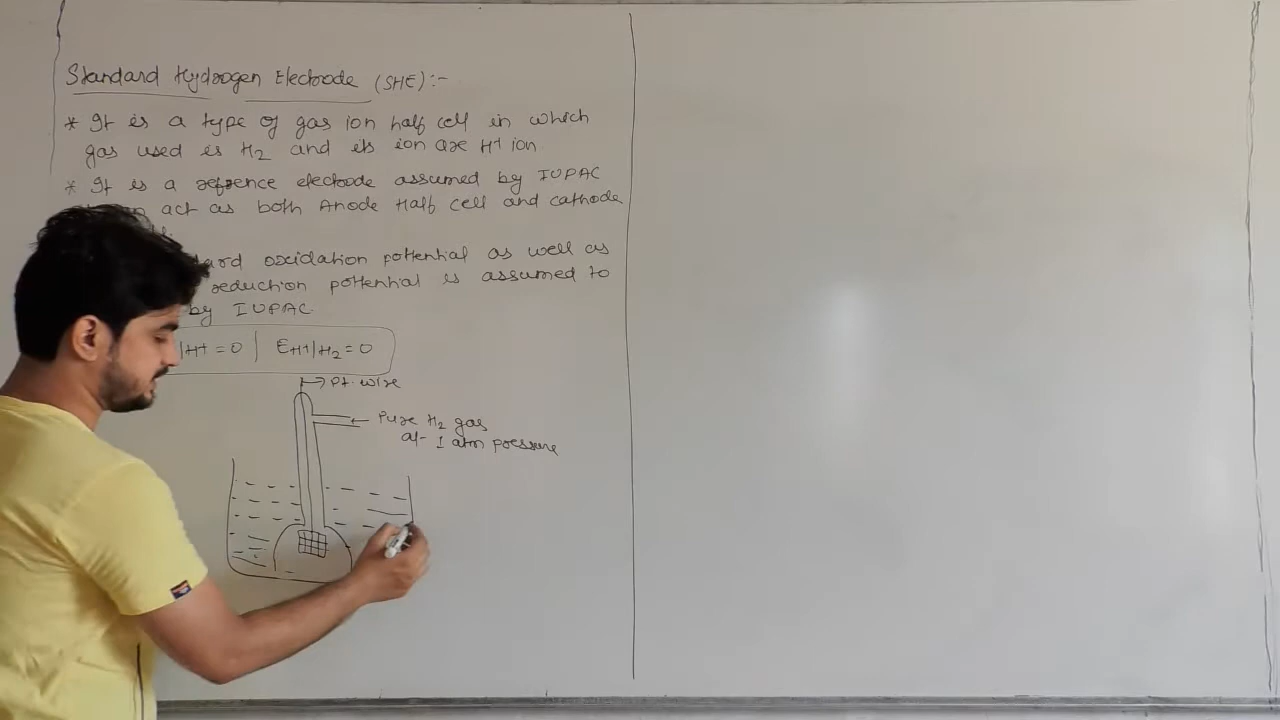 Standard Hydrogen Electrode (SHE):-
* It is a type of gas ion half cell in which
gas used is H2 and its ion are H+ ion
* It is a refrence electrode assumed by IUPAC
act as both Anode Half cell and cathode
oxidation potential as well as
reduction potential is assumed to
by IUPAC.
|H+ = 0 | EH+|H2 = 0
Pt. wire
Pure H2 gas
at 1 atm pressure